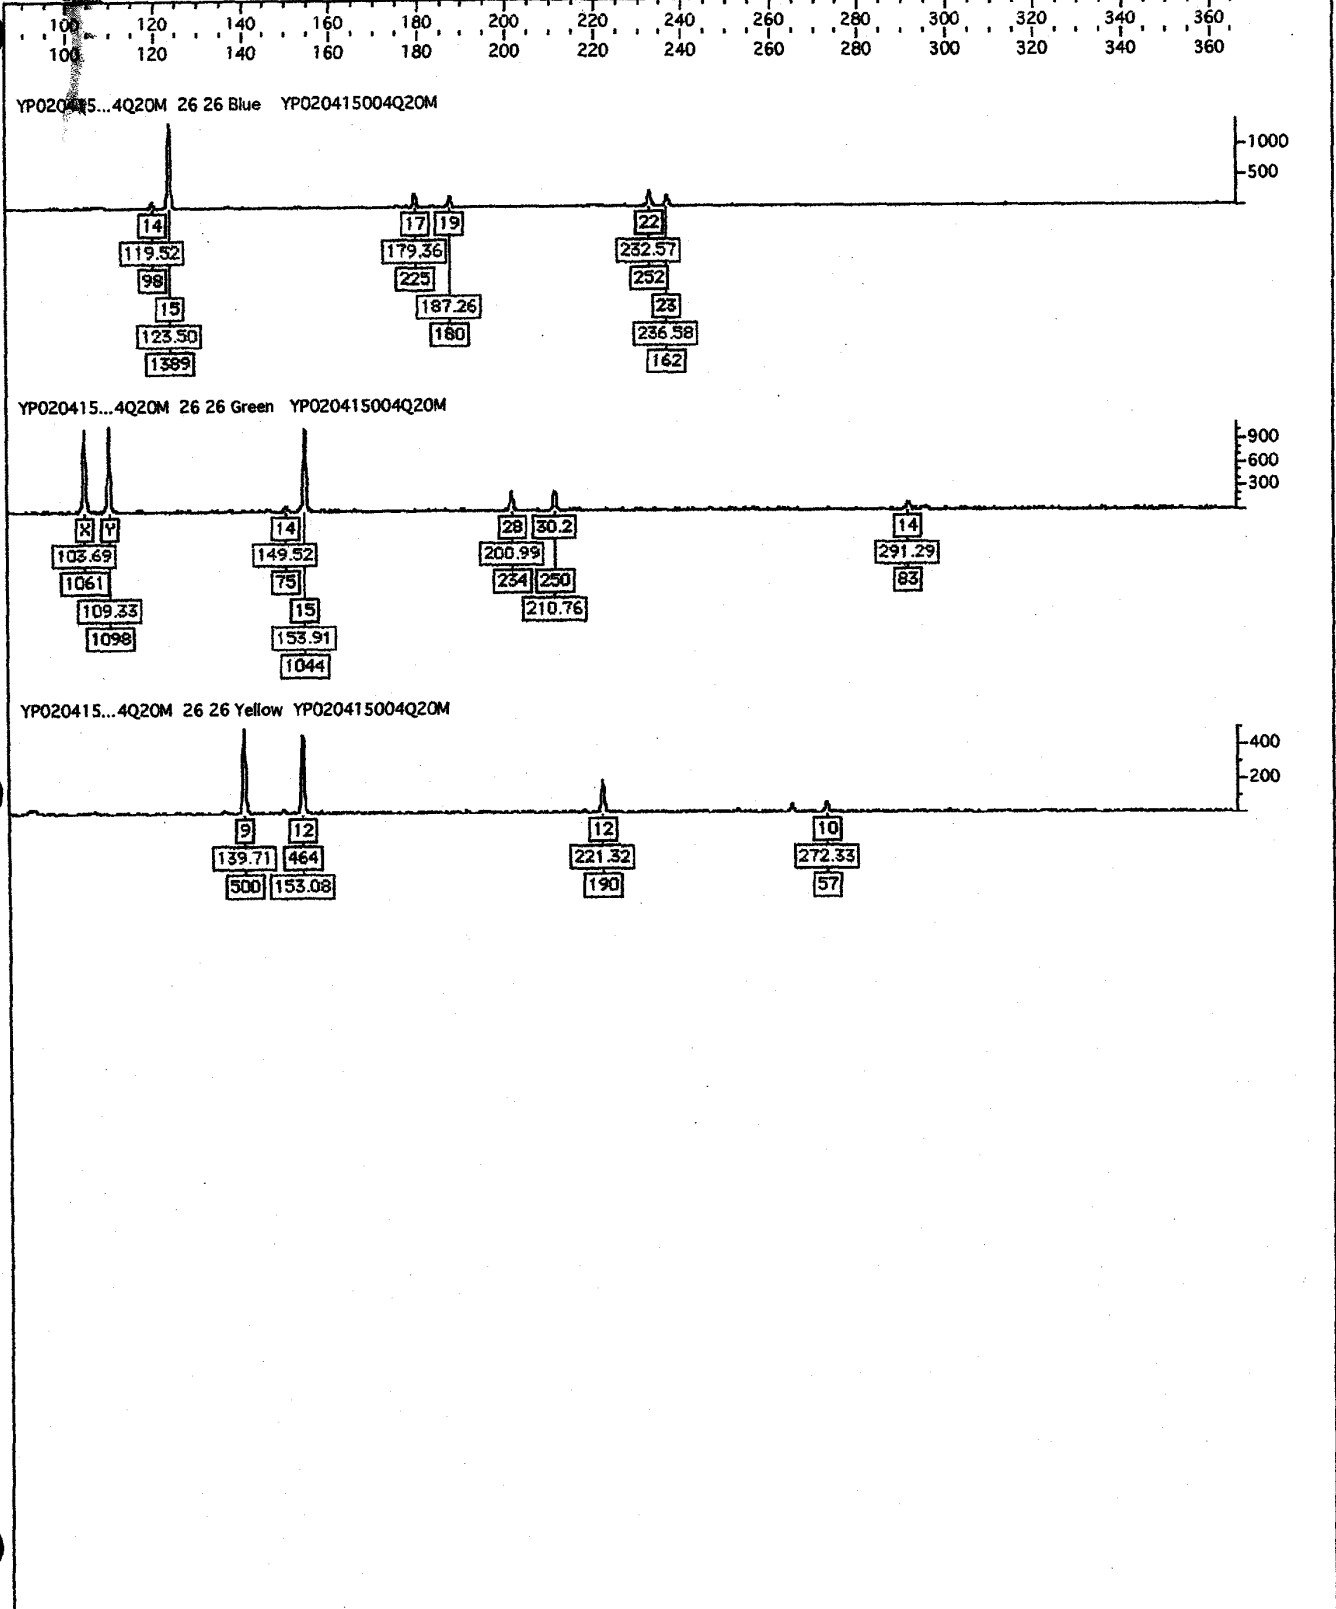 100 120 140 160 180 200 220 240 260 280 300 320 340 360
100 120 140 160 180 200 220 240 260 280 300 320 340 360
YP020415...4Q20M 26 26 Blue YP020415004Q20M
1000
500
14 17 19 22
119.52 179.36 232.57
98 225 252
15 187.26 23
123.50 180 236.58
1389 162
YP020415...4Q20M 26 26 Green YP020415004Q20M
900
600
300
X Y 14 28 30.2 14
103.69 149.52 200.99 291.29
1061 75 234 250 83
109.33 15 210.76
1098 153.91
1044
YP020415...4Q20M 26 26 Yellow YP020415004Q20M
400
200
9 12 12 10
139.71 464 221.32 272.33
500 153.08 190 57